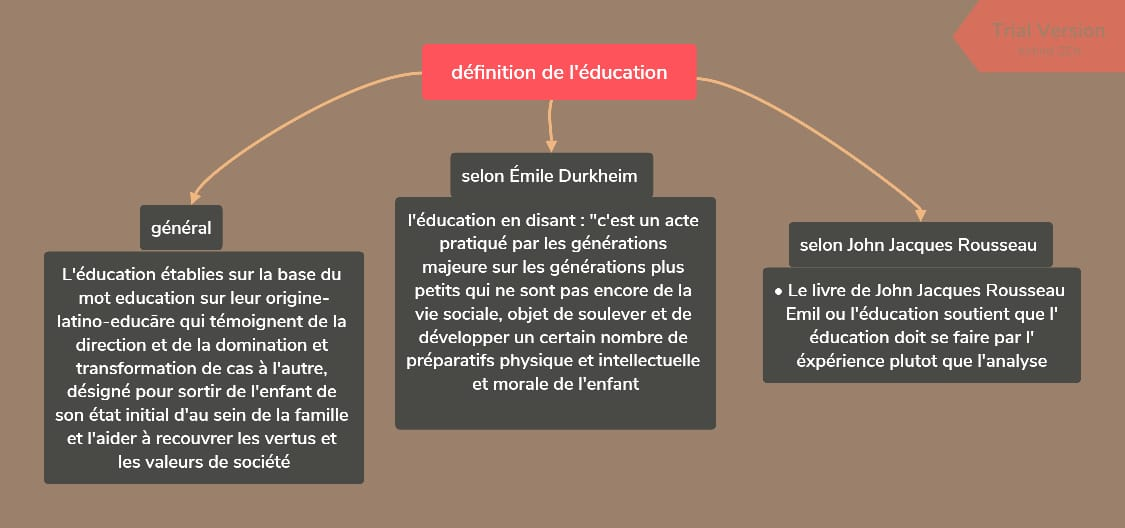 Trial Version
définition de l'éducation
général
L'éducation établies sur la base du
mot education sur leur origine-
latino-educāre qui témoignent de la
direction et de la domination et
transformation de cas à l'autre,
désigné pour sortir de l'enfant de
son état initial d'au sein de la famille
et l'aider à recouvrer les vertus et
les valeurs de société
selon Émile Durkheim
l'éducation en disant : "c'est un acte
pratiqué par les générations
majeure sur les générations plus
petits qui ne sont pas encore de la
vie sociale, objet de soulever et de
développer un certain nombre de
préparatifs physique et intellectuelle
et morale de l'enfant
selon John Jacques Rousseau
• Le livre de John Jacques Rousseau
Emil ou l'éducation soutient que l'
éducation doit se faire par l'
éxpérience plutot que l'analyse